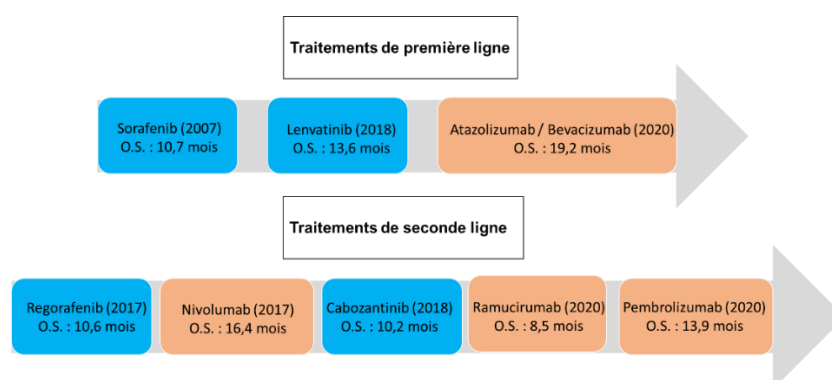 Traitements de première ligne
Sorafenib (2007)
O.S. : 10,7 mois
Lenvatinib (2018)
O.S. : 13,6 mois
Atazolizumab / Bevacizumab (2020)
O.S. : 19,2 mois
Traitements de seconde ligne
Regorafenib (2017)
O.S. : 10,6 mois
Nivolumab (2017)
O.S. : 16,4 mois
Cabozantinib (2018)
O.S. : 10,2 mois
Ramucirumab (2020)
O.S. : 8,5 mois
Pembrolizumab (2020)
O.S. : 13,9 mois